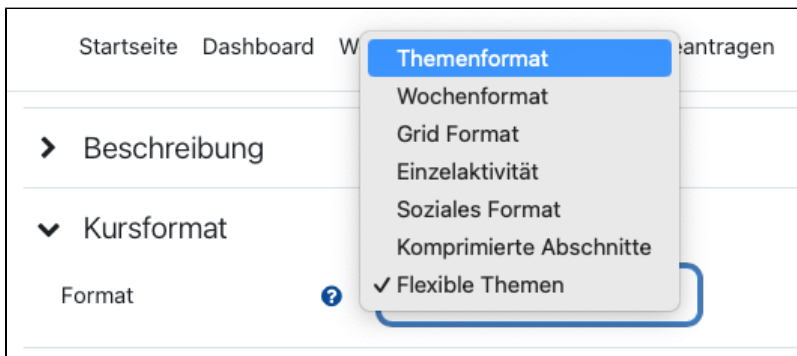 Startseite Dashboard W
eantragen
Themenformat
Wochenformat
Grid Format
Einzelaktivität
Soziales Format
Komprimierte Abschnitte
✓ Flexible Themen
Beschreibung
Kursformat
Format ?